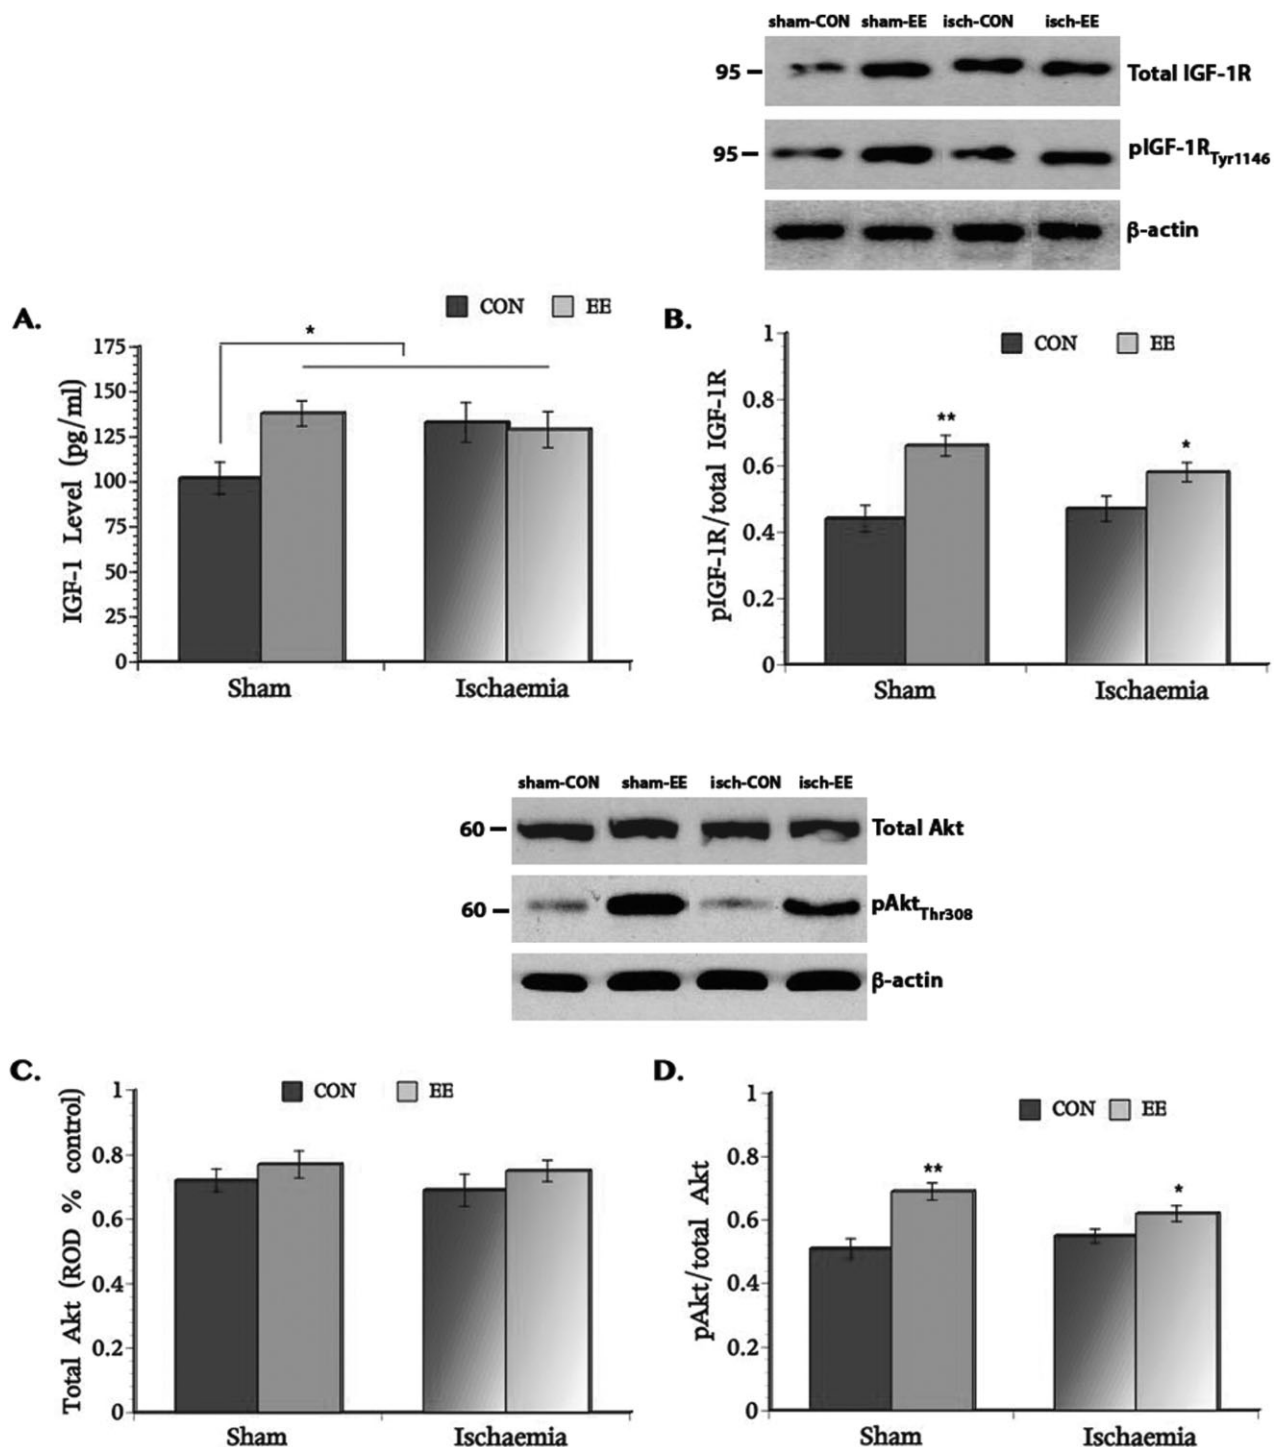 sham-CON sham-EE isch-CON isch-EE
95 Total IGF-1R
95 pIGF-1RTyr1146
β-actin
A.
CON EE
*
175
150
125
100
75
50
25
0
IGF-1 Level (pg/ml)
Sham Ischaemia
B.
CON EE
1
0.8
0.6
0.4
0.2
0
pIGF-1R/total IGF-1R
**
*
Sham Ischaemia
sham-CON sham-EE isch-CON isch-EE
60 Total Akt
60 pAktThr308
β-actin
C.
CON EE
1
0.8
0.6
0.4
0.2
0
Total Akt (ROD % control)
Sham Ischaemia
D.
CON EE
1
0.8
0.6
0.4
0.2
0
pAkt/total Akt
**
*
Sham Ischaemia